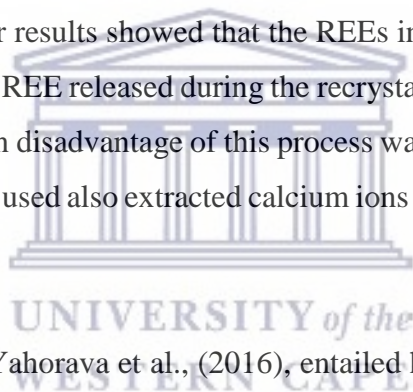 r results showed that the REEs in
REE released during the recrysta
n disadvantage of this process wa
used also extracted calcium ions
UNIVERSITY of the
Yahorava et al., (2016), entailed
WESTERN CAPE